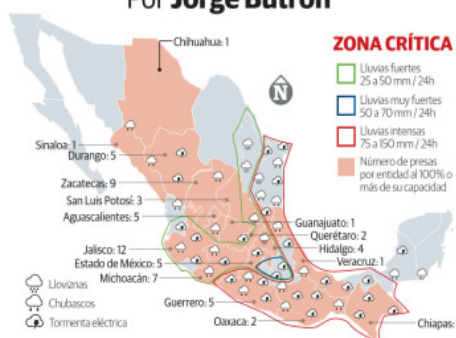 Por Jorge Butrón
Chihuahua: 1
ZONA CRÍTICA
Lluvias fuertes
25 a 50 mm / 24h
Lluvias muy fuertes
50 a 70 mm / 24h
Lluvias intensas
75 a 150 mm / 24h
Número de presas
por entidad al 100% o
más de su capacidad
N
Sinaloa: 1
Durango: 5
Zacatecas: 9
San Luis Potosí: 3
Aguascalientes: 5
Guanajuato: 1
Querétaro: 2
Hidalgo: 4
Veracruz: 1
Jalisco: 12
Estado de México: 5
Michoacán: 7
Guerrero: 5
Oaxaca: 2
Chiapas:
Lloviznas
Chubascos
Tormenta eléctrica